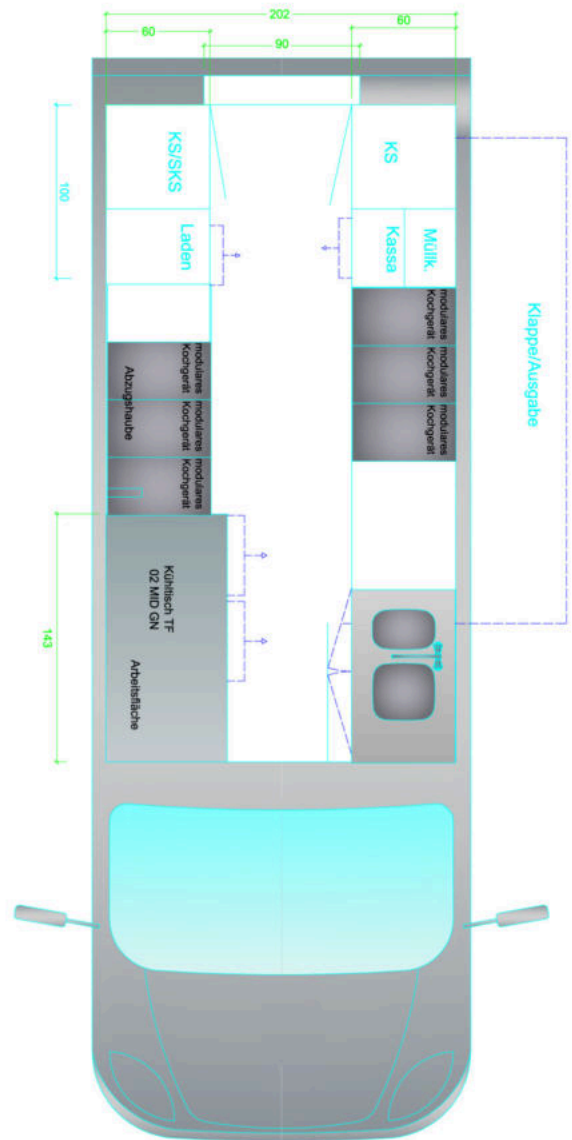 202
60
90
60
100
143
KS/SKS
KS
Laden
Kassa
Müllk.
Klappe/Ausgabe
modulares
Kochgerät
modulares
Kochgerät
modulares
Kochgerät
modulares
Kochgerät
modulares
Kochgerät
modulares
Kochgerät
Abzugshaube
Kühltisch TF
02 MID GN
Arbeitsfläche